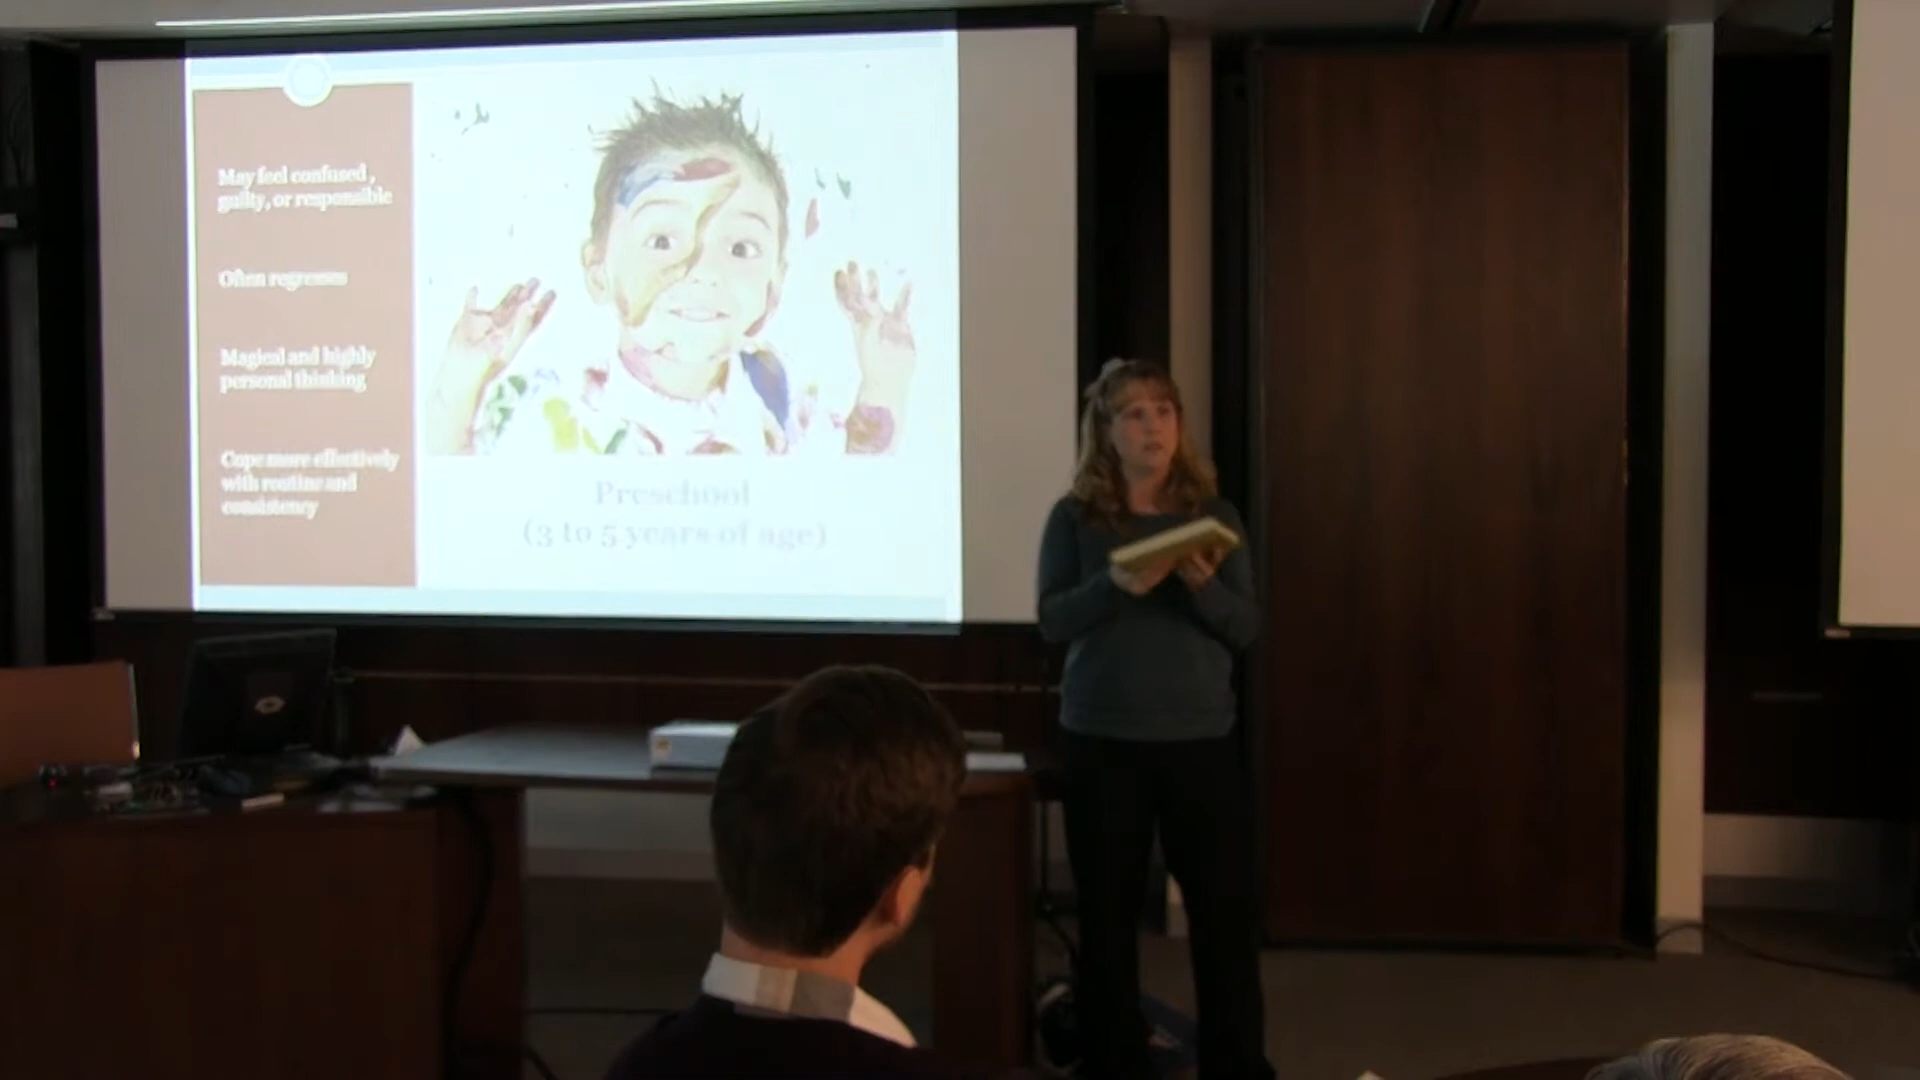 May feel confused ,
guilty, or responsible
Often regresses
Magical and highly
personal thinking
Cope more effectively
with routine and
consistency
Preschool
(3 to 5 years of age)